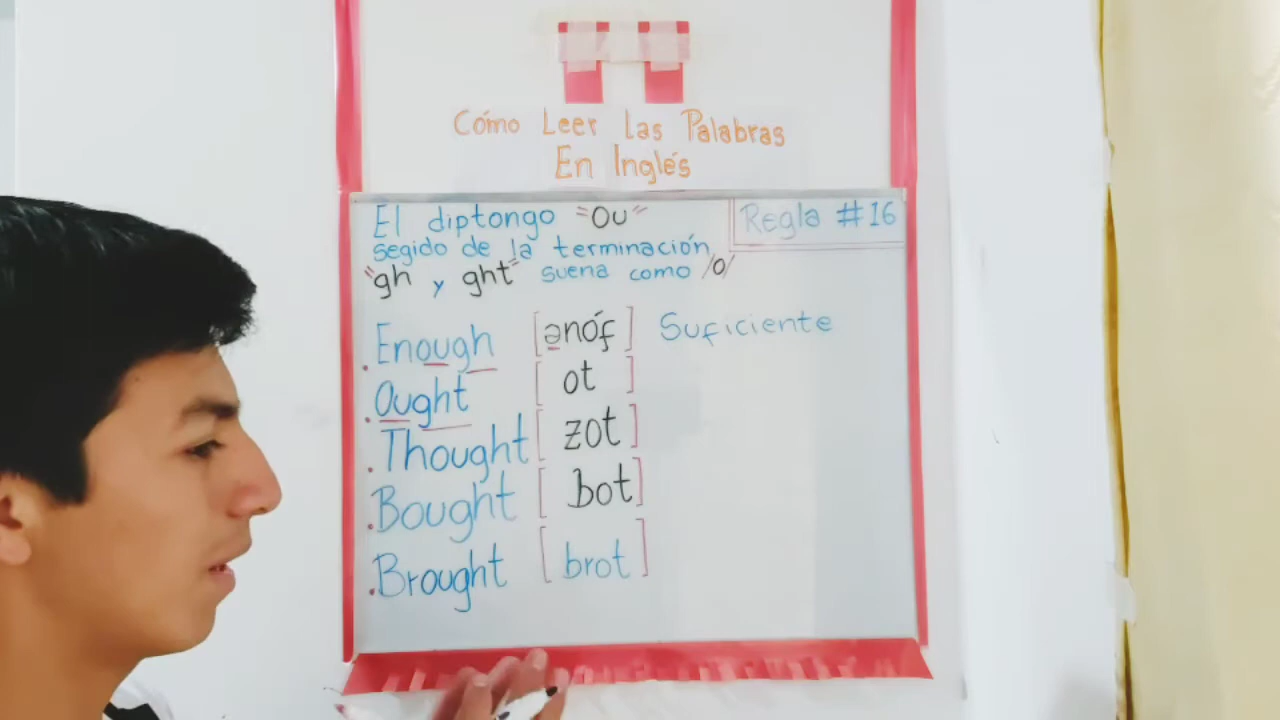 Cómo Leer las Palabras
En Inglés
El diptongo "Ou"
segido de la terminación
"gh y ght" suena como /o/
Regla #16
Enough [ənóf] Suficiente
Ought [ot]
Thought [zot]
Bought [bot]
Brought [brot]